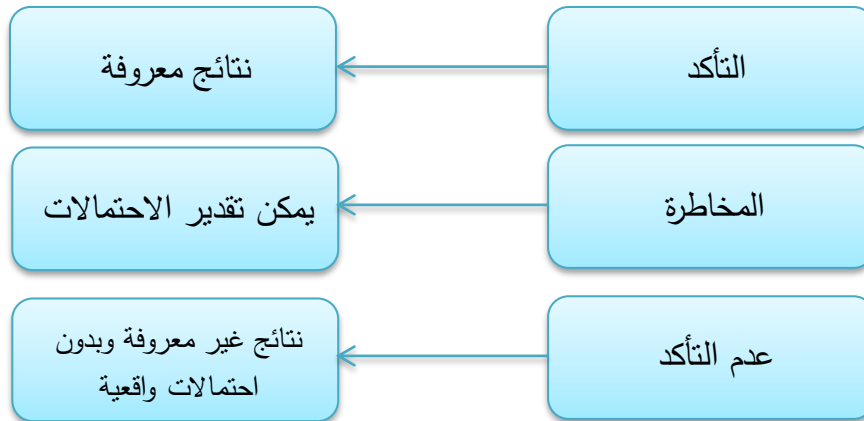 التأكد
نتائج معروفة
المخاطرة
يمكن تقدير الاحتمالات
عدم التأكد
نتائج غير معروفة وبدون
احتمالات واقعية